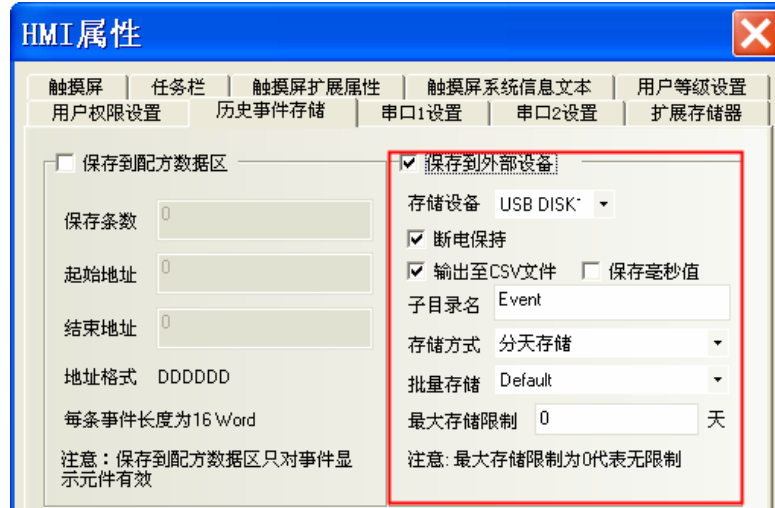 HMI属性
触摸屏 任务栏 触摸屏扩展属性 触摸屏系统信息文本 用户等级设置
用户权限设置 历史事件存储 串口1设置 串口2设置 扩展存储器
保存到配方数据区
保存条数 0
起始地址 0
结束地址 0
地址格式 DDDDDD
每条事件长度为16 Word
注意：保存到配方数据区只对事件显
示元件有效
保存到外部设备
存储设备 USB DISK
断电保持
输出至CSV文件 保存毫秒值
子目录名 Event
存储方式 分天存储
批量存储 Default
最大存储限制 0 天
注意: 最大存储限制为0代表无限制